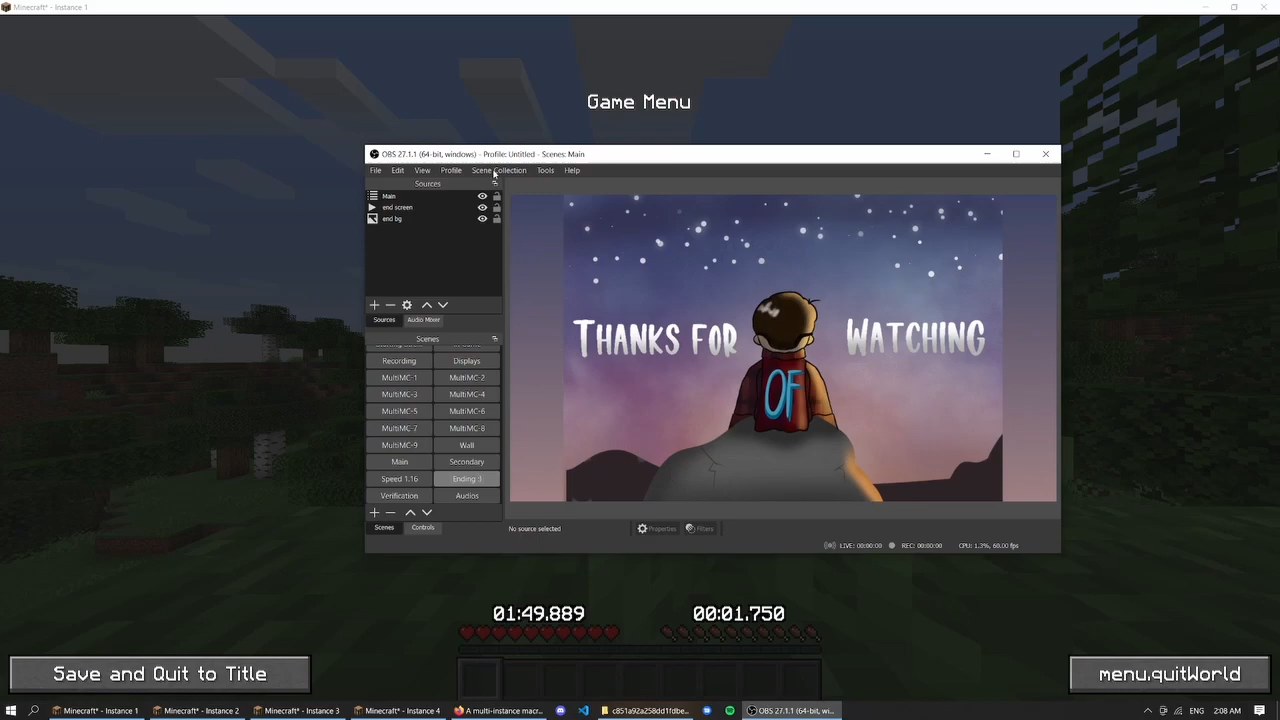 Minecraft* - Instance 1
Game Menu
OBS 27.1.1 (64-bit, windows) - Profile: Untitled - Scenes: Main
File Edit View Profile Scene Collection Tools Help
Sources
Main
end screen
end bg
Sources Audio Mixer
Scenes
Recording Displays
MultiMC-1 MultiMC-2
MultiMC-3 MultiMC-4
MultiMC-5 MultiMC-6
MultiMC-7 MultiMC-8
MultiMC-9 Wall
Main Secondary
Speed 1.16 Ending 3
Verification Audios
Scenes Controls
THANKS FOR WATCHING
OF
No source selected Properties Filters
LIVE: 00:00:00 REC: 00:00:00 CPU: 1.3%, 60.00 fps
01:49.889 00:01.750
Save and Quit to Title
menu.quitWorld
Minecraft* - Instance 1 Minecraft* - Instance 2 Minecraft* - Instance 3 Minecraft* - Instance 4 A multi-instance macr... c851a92a258dd1fdbe... OBS 27.1.1 (64-bit, wi... ENG 2:08 AM